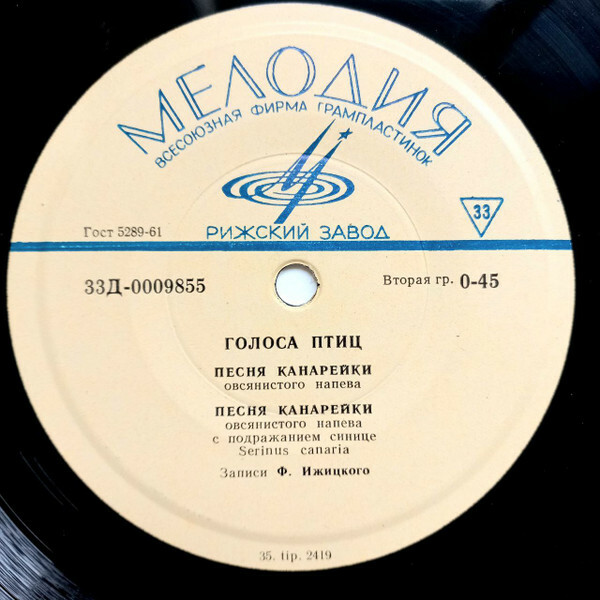 МЕЛОДИЯ
ВСЕСОЮЗНАЯ ФИРМА ГРАМПЛАСТИНОК
33
Гост 5289-61
РИЖСКИЙ ЗАВОД
33Д-0009855
Вторая гр. 0-45
ГОЛОСА ПТИЦ
ПЕСНЯ КАНАРЕЙКИ
овсянистого напева
ПЕСНЯ КАНАРЕЙКИ
овсянистого напева
с подражанием синице
Serinus canaria
Записи Ф. Ижицкого
35. tip. 2419